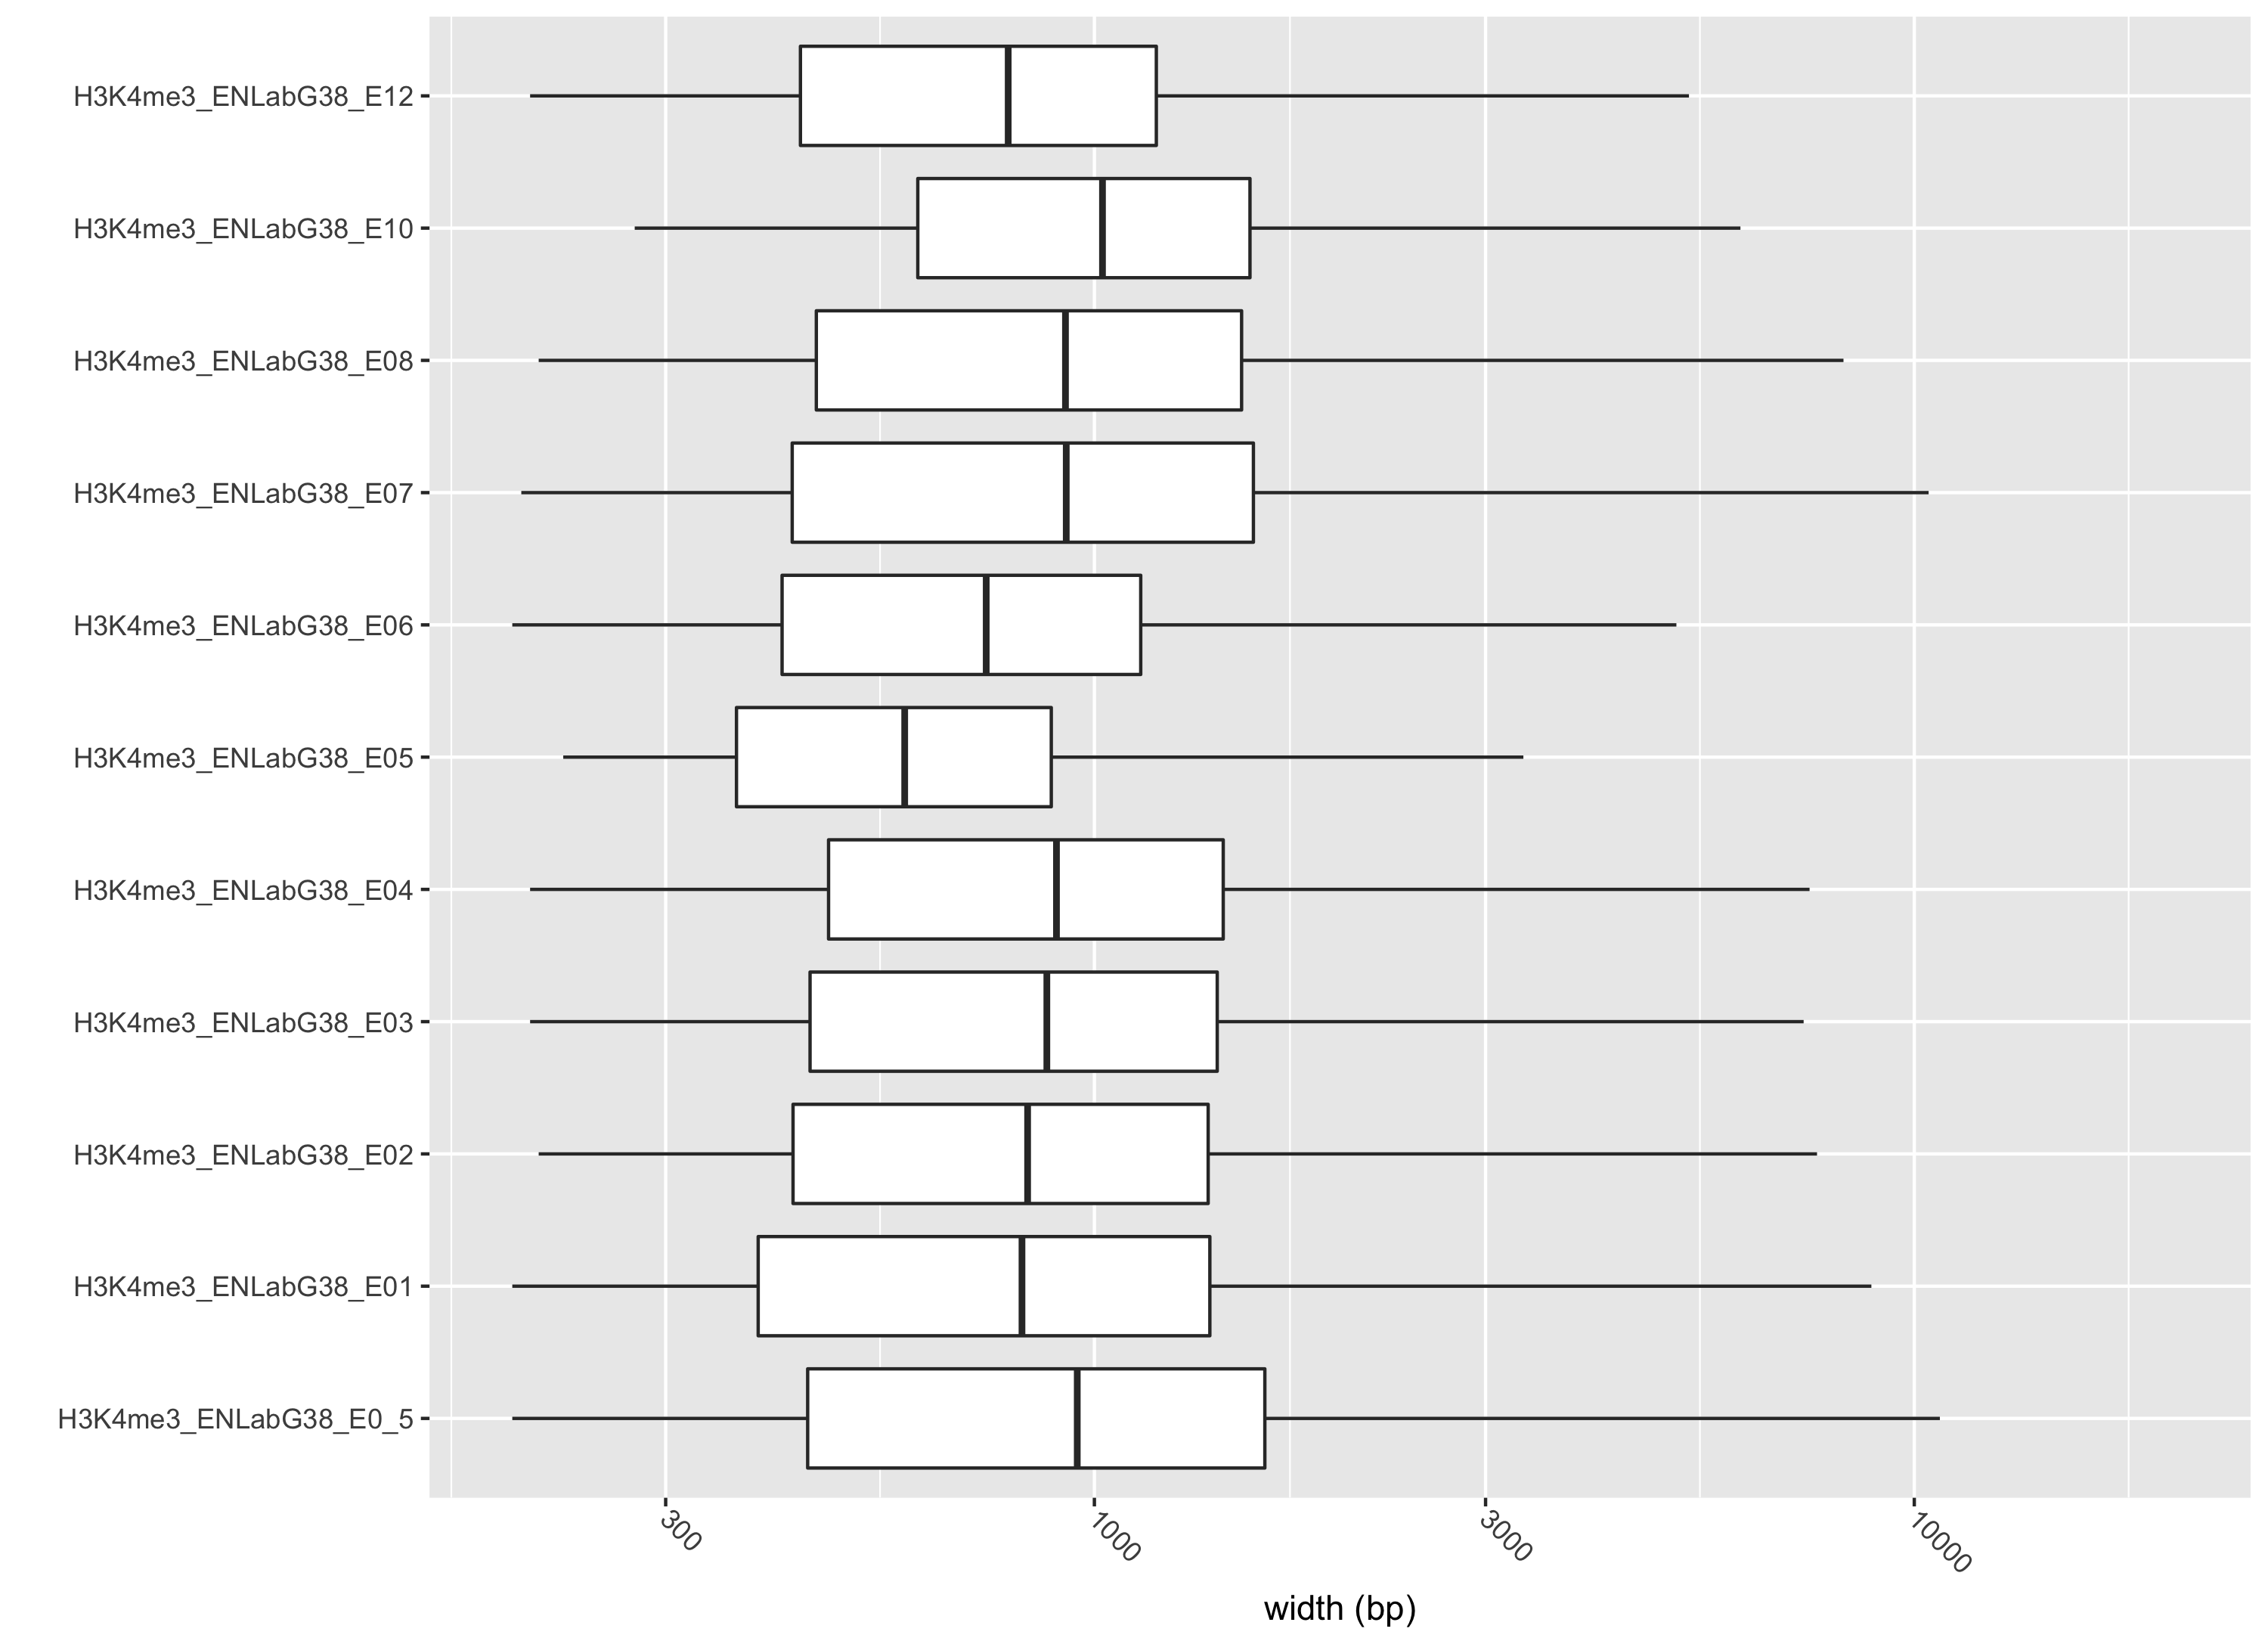 H3K4me3_ENLabG38_E12
H3K4me3_ENLabG38_E10
H3K4me3_ENLabG38_E08
H3K4me3_ENLabG38_E07
H3K4me3_ENLabG38_E06
H3K4me3_ENLabG38_E05
H3K4me3_ENLabG38_E04
H3K4me3_ENLabG38_E03
H3K4me3_ENLabG38_E02
H3K4me3_ENLabG38_E01
H3K4me3_ENLabG38_E0_5
300
1000
3000
10000
width (bp)